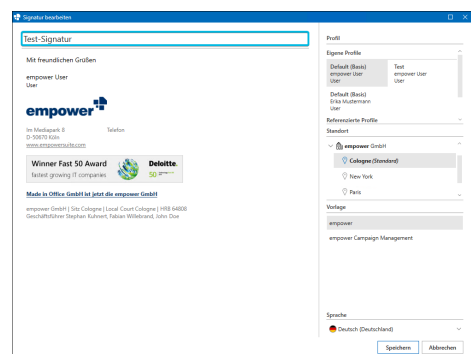 Signatur bearbeiten
Test-Signatur
Mit freundlichen Grüßen
empower User
User
empower
Im Mediapark 8 Telefon
D-50670 Köln
www.empowersuite.com
Winner Fast 50 Award
fastest growing IT companies
Deloitte.
50
Made in Office GmbH ist jetzt die empower GmbH
empower GmbH | Sitz Cologne | Local Court Cologne | HRB 64808
Geschäftsführer Stephan Kuhnert, Fabian Willebrand, John Doe
Profil
Eigene Profile
Default (Basis)
empower User
User
Test
empower User
User
Default (Basis)
Erika Mustermann
User
Referenzierte Profile
Standort
empower GmbH
Cologne (Standard)
New York
Paris
Vorlage
empower
empower Campaign Management
Sprache
Deutsch (Deutschland)
Speichern Abbrechen